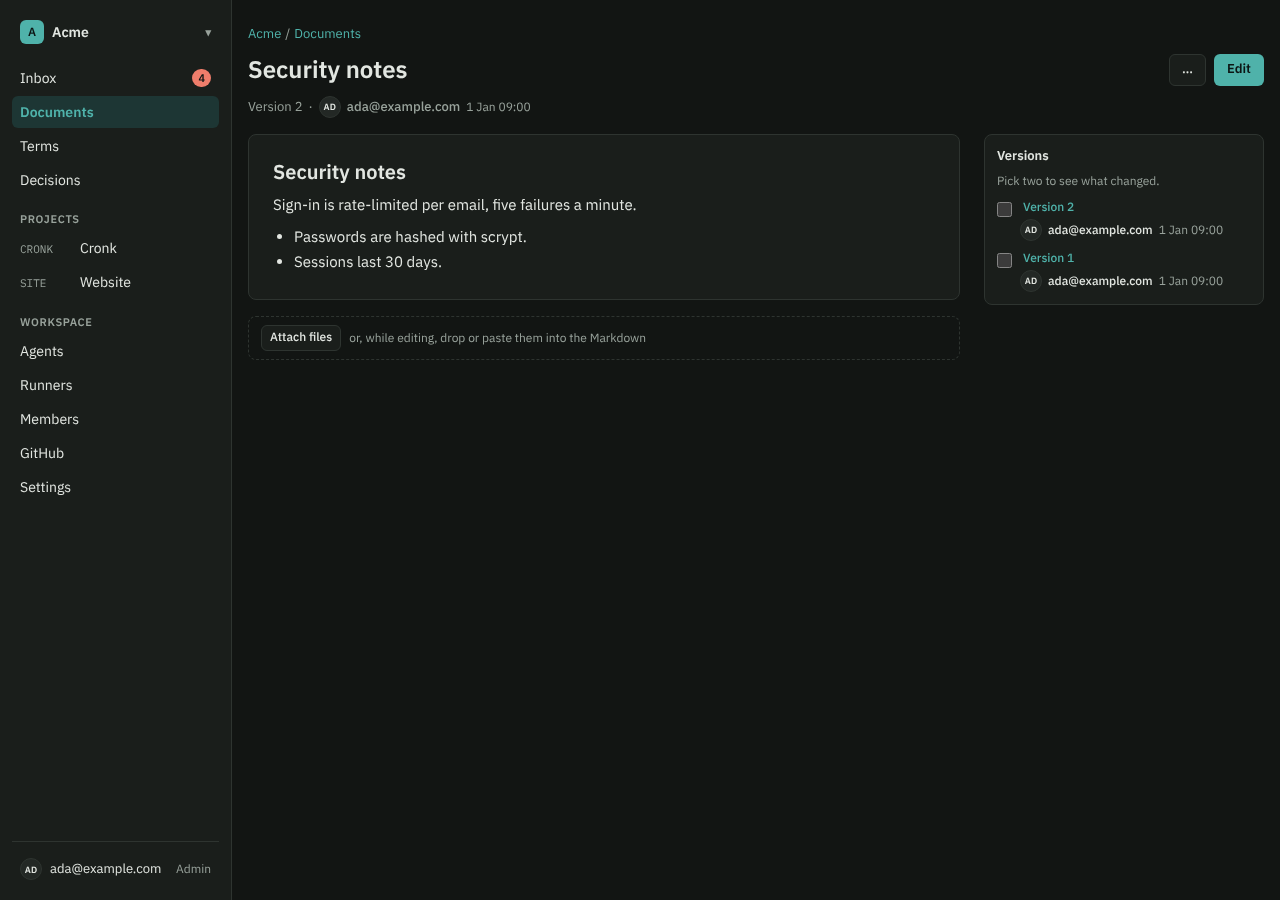 A Acme ▾
Inbox 4
Documents
Terms
Decisions
PROJECTS
CRONK Cronk
SITE Website
WORKSPACE
Agents
Runners
Members
GitHub
Settings
AD ada@example.com Admin
Acme / Documents
Security notes
... Edit
Version 2 · AD ada@example.com 1 Jan 09:00
Security notes
Sign-in is rate-limited per email, five failures a minute.
• Passwords are hashed with scrypt.
• Sessions last 30 days.
Attach files or, while editing, drop or paste them into the Markdown
Versions
Pick two to see what changed.
Version 2
AD ada@example.com 1 Jan 09:00
Version 1
AD ada@example.com 1 Jan 09:00